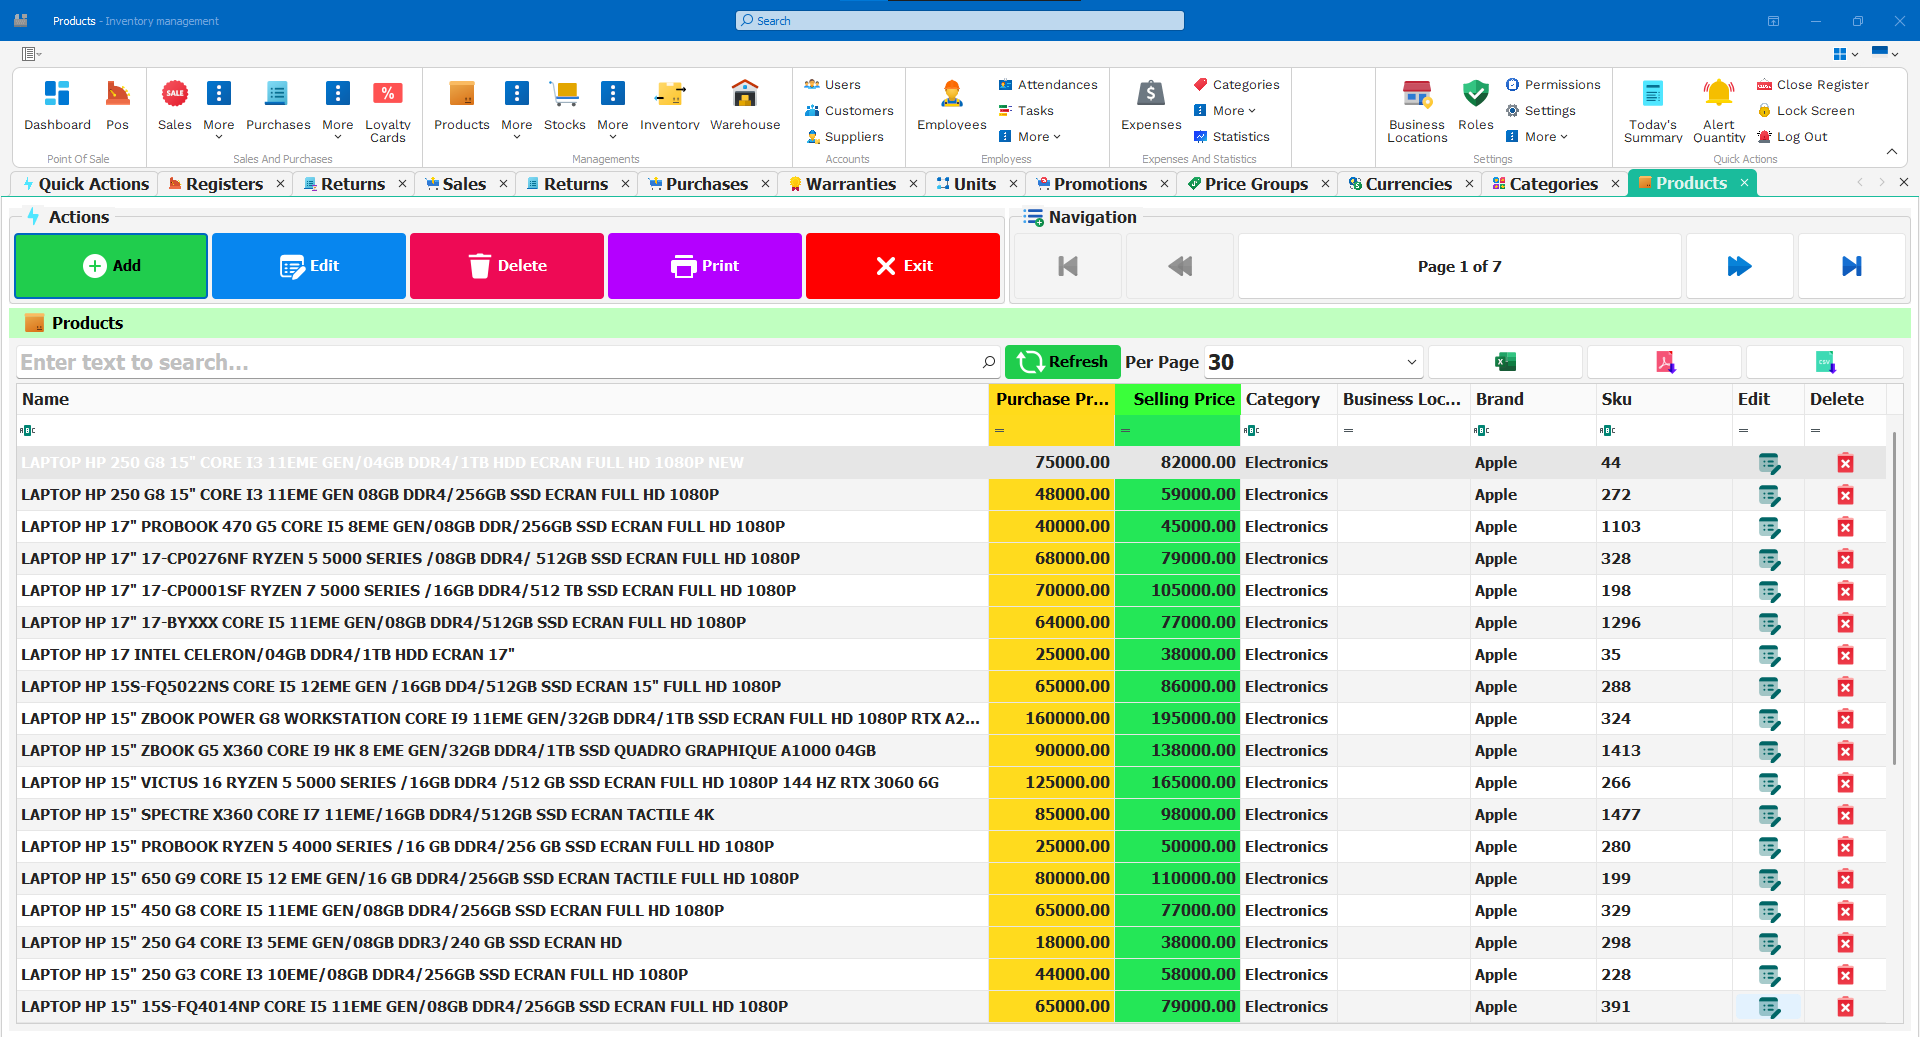 Products - Inventory management
Search
Dashboard
Pos
Point Of Sale
SALE
Sales
More
Purchases
More
%
Loyalty
Cards
Sales And Purchases
Products
More
Stocks
More
Inventory
Warehouse
Managements
Users
Customers
Suppliers
Accounts
Employees
Attendances
Tasks
More
Employess
Expenses
Categories
More
Statistics
Expenses And Statistics
Business
Locations
Roles
Permissions
Settings
More
Settings
Today's
Summary
Alert
Quantity
Close Register
Lock Screen
Log Out
Quick Actions
Quick Actions
Registers
Returns
Sales
Returns
Purchases
Warranties
Units
Promotions
Price Groups
Currencies
Categories
Products
Actions
Navigation
Add
Edit
Delete
Print
Exit
Page 1 of 7
Products
Enter text to search...
Refresh
Per Page
30
Name Purchase Pr... Selling Price Category Business Loc... Brand Sku Edit Delete
LAPTOP HP 250 G8 15" CORE I3 11EME GEN/04GB DDR4/1TB HDD ECRAN FULL HD 1080P NEW 75000.00 82000.00 Electronics Apple 44
LAPTOP HP 250 G8 15" CORE I3 11EME GEN 08GB DDR4/256GB SSD ECRAN FULL HD 1080P 48000.00 59000.00 Electronics Apple 272
LAPTOP HP 17" PROBOOK 470 G5 CORE I5 8EME GEN/08GB DDR/256GB SSD ECRAN FULL HD 1080P 40000.00 45000.00 Electronics Apple 1103
LAPTOP HP 17" 17-CP0276NF RYZEN 5 5000 SERIES /08GB DDR4/ 512GB SSD ECRAN FULL HD 1080P 68000.00 79000.00 Electronics Apple 328
LAPTOP HP 17" 17-CP0001SF RYZEN 7 5000 SERIES /16GB DDR4/512 TB SSD ECRAN FULL HD 1080P 70000.00 105000.00 Electronics Apple 198
LAPTOP HP 17" 17-BYXXX CORE I5 11EME GEN/08GB DDR4/512GB SSD ECRAN FULL HD 1080P 64000.00 77000.00 Electronics Apple 1296
LAPTOP HP 17 INTEL CELERON/04GB DDR4/1TB HDD ECRAN 17" 25000.00 38000.00 Electronics Apple 35
LAPTOP HP 15S-FQ5022NS CORE I5 12EME GEN /16GB DD4/512GB SSD ECRAN 15" FULL HD 1080P 65000.00 86000.00 Electronics Apple 288
LAPTOP HP 15" ZBOOK POWER G8 WORKSTATION CORE I9 11EME GEN/32GB DDR4/1TB SSD ECRAN FULL HD 1080P RTX A2... 160000.00 195000.00 Electronics Apple 324
LAPTOP HP 15" ZBOOK G5 X360 CORE I9 HK 8 EME GEN/32GB DDR4/1TB SSD QUADRO GRAPHIQUE A1000 04GB 90000.00 138000.00 Electronics Apple 1413
LAPTOP HP 15" VICTUS 16 RYZEN 5 5000 SERIES /16GB DDR4 /512 GB SSD ECRAN FULL HD 1080P 144 HZ RTX 3060 6G 125000.00 165000.00 Electronics Apple 266
LAPTOP HP 15" SPECTRE X360 CORE I7 11EME/16GB DDR4/512GB SSD ECRAN TACTILE 4K 85000.00 98000.00 Electronics Apple 1477
LAPTOP HP 15" PROBOOK RYZEN 5 4000 SERIES /16 GB DDR4/256 GB SSD ECRAN FULL HD 1080P 25000.00 50000.00 Electronics Apple 280
LAPTOP HP 15" 650 G9 CORE I5 12 EME GEN/16 GB DDR4/256GB SSD ECRAN TACTILE FULL HD 1080P 80000.00 110000.00 Electronics Apple 199
LAPTOP HP 15" 450 G8 CORE I5 11EME GEN/08GB DDR4/256GB SSD ECRAN FULL HD 1080P 65000.00 77000.00 Electronics Apple 329
LAPTOP HP 15" 250 G4 CORE I3 5EME GEN/08GB DDR3/240 GB SSD ECRAN HD 18000.00 38000.00 Electronics Apple 298
LAPTOP HP 15" 250 G3 CORE I3 10EME/08GB DDR4/256GB SSD ECRAN FULL HD 1080P 44000.00 58000.00 Electronics Apple 228
LAPTOP HP 15" 15S-FQ4014NP CORE I5 11EME GEN/08GB DDR4/256GB SSD ECRAN FULL HD 1080P 65000.00 79000.00 Electronics Apple 391